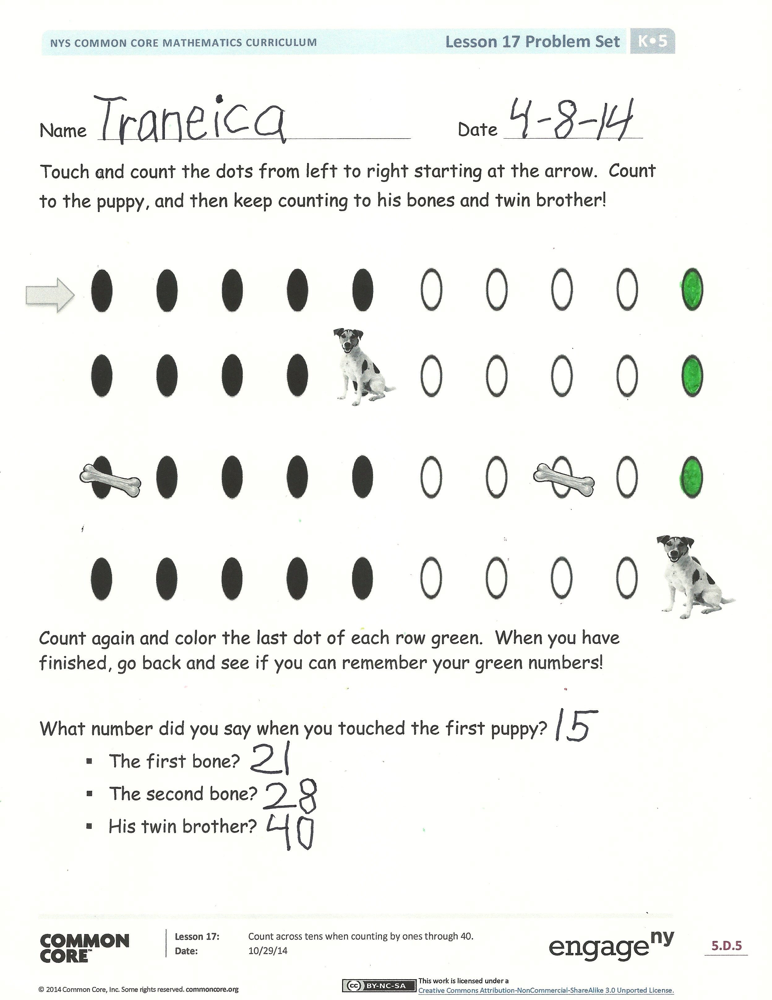 NYS COMMON CORE MATHEMATICS CURRICULUM Lesson 17 Problem Set K•5
Name Traneica Date 4-8-14
Touch and count the dots from left to right starting at the arrow. Count
to the puppy, and then keep counting to his bones and twin brother!
Count again and color the last dot of each row green. When you have
finished, go back and see if you can remember your green numbers!
What number did you say when you touched the first puppy? 15
▪ The first bone? 21
▪ The second bone? 28
▪ His twin brother? 40
COMMON
CORE™
Lesson 17: Count across tens when counting by ones through 40.
Date: 10/29/14
engage ny
5.D.5
© 2014 Common Core, Inc. Some rights reserved. commoncore.org
cc BY-NC-SA
This work is licensed under a
Creative Commons Attribution-NonCommercial-ShareAlike 3.0 Unported License.